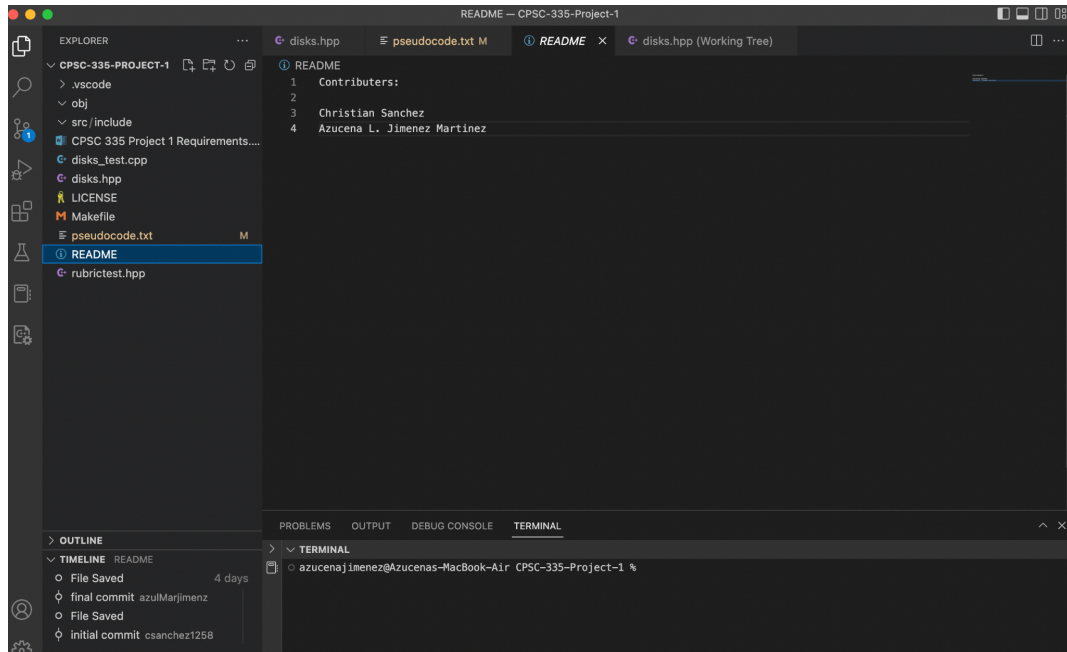 README — CPSC-335-Project-1
EXPLORER
disks.hpp
pseudocode.txt M
README
disks.hpp (Working Tree)
CPSC-335-PROJECT-1
.vscode
obj
src/include
CPSC 335 Project 1 Requirements....
disks_test.cpp
disks.hpp
LICENSE
Makefile
pseudocode.txt M
README
rubrictest.hpp
README
1 Contributers:
2
3 Christian Sanchez
4 Azucena L. Jimenez Martinez
1
PROBLEMS OUTPUT DEBUG CONSOLE TERMINAL
TERMINAL
azucenajimenez@Azucenas-MacBook-Air CPSC-335-Project-1 %
OUTLINE
TIMELINE README
File Saved 4 days
final commit azulMarjimenz
File Saved
initial commit csanchez1258